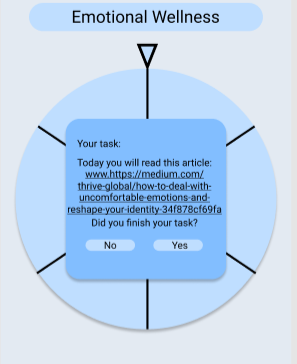 Emotional Wellness
Your task:
Today you will read this article:
www.https://medium.com/
thrive-global/how-to-deal-with-
uncomfortable-emotions-and-
reshape-your-identity-34f878cf69fa
Did you finish your task?
No Yes